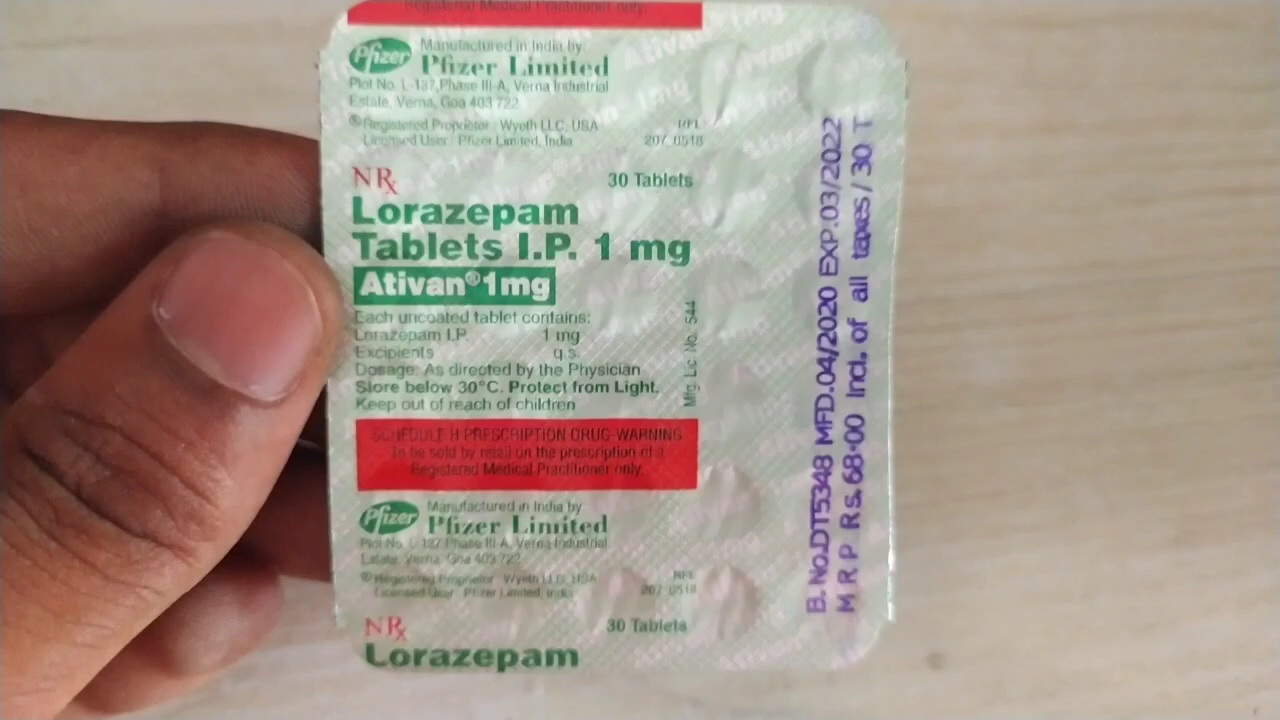 Registered Medical Practitioner only.
Pfizer
Manufactured in India by:
Pfizer Limited
Plot No. L-137, Phase III-A, Verna Industrial
Estate, Verna, Goa 403 722
® Registered Proprietor : Wyeth LLC, USA
Licensed User : Pfizer Limited, India
207 0518
NRx
30 Tablets
Lorazepam
Tablets I.P. 1 mg
Ativan® 1mg
Each uncoated tablet contains:
Lorazepam I.P. 1 mg
Excipients q.s.
Dosage: As directed by the Physician
Store below 30°C. Protect from Light.
Keep out of reach of children
Mfg. Lic. No. 544
SCHEDULE H PRESCRIPTION DRUG-WARNING
To be sold by retail on the prescription of a
Registered Medical Practitioner only.
Pfizer
Manufactured in India by
Pfizer Limited
Plot No. L-137 Phase III-A, Verna Industrial
Estate, Verna, Goa 403 722
® Registered Proprietor : Wyeth LLC, USA
Licensed User : Pfizer Limited, India
207 0518
NRx
30 Tablets
Lorazepam
B. No.DT5348 MFD.04/2020 EXP.03/2022
M R P Rs.68·00 Incl. of all taxes/30 T